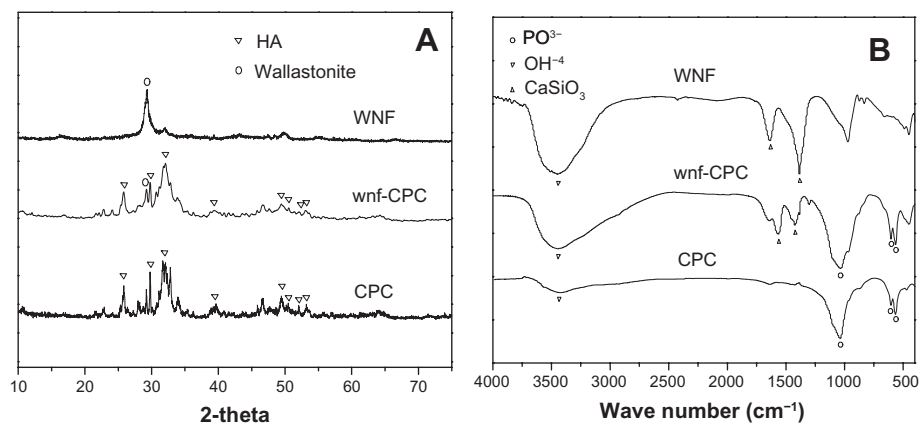 A
▿ HA
○ Wallastonite
WNF
wnf-CPC
CPC
10 20 30 40 50 60 70
2-theta
B
○ PO³⁻
▿ OH⁻⁴
▵ CaSiO₃
WNF
wnf-CPC
CPC
4000 3500 3000 2500 2000 1500 1000 500
Wave number (cm⁻¹)